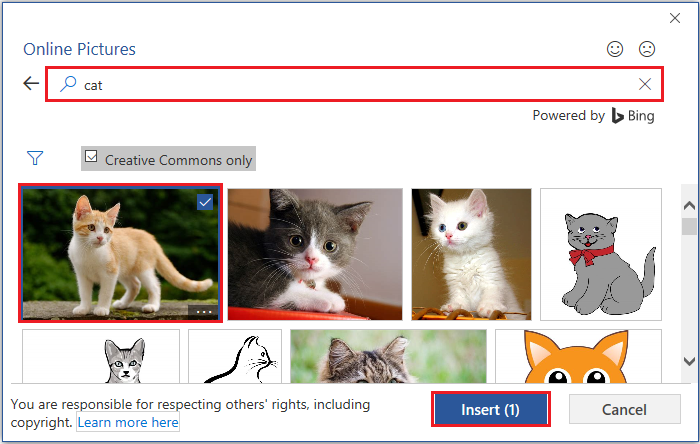 Online Pictures
cat
Powered by Bing
Creative Commons only
You are responsible for respecting others' rights, including
copyright. Learn more here
Insert (1)
Cancel